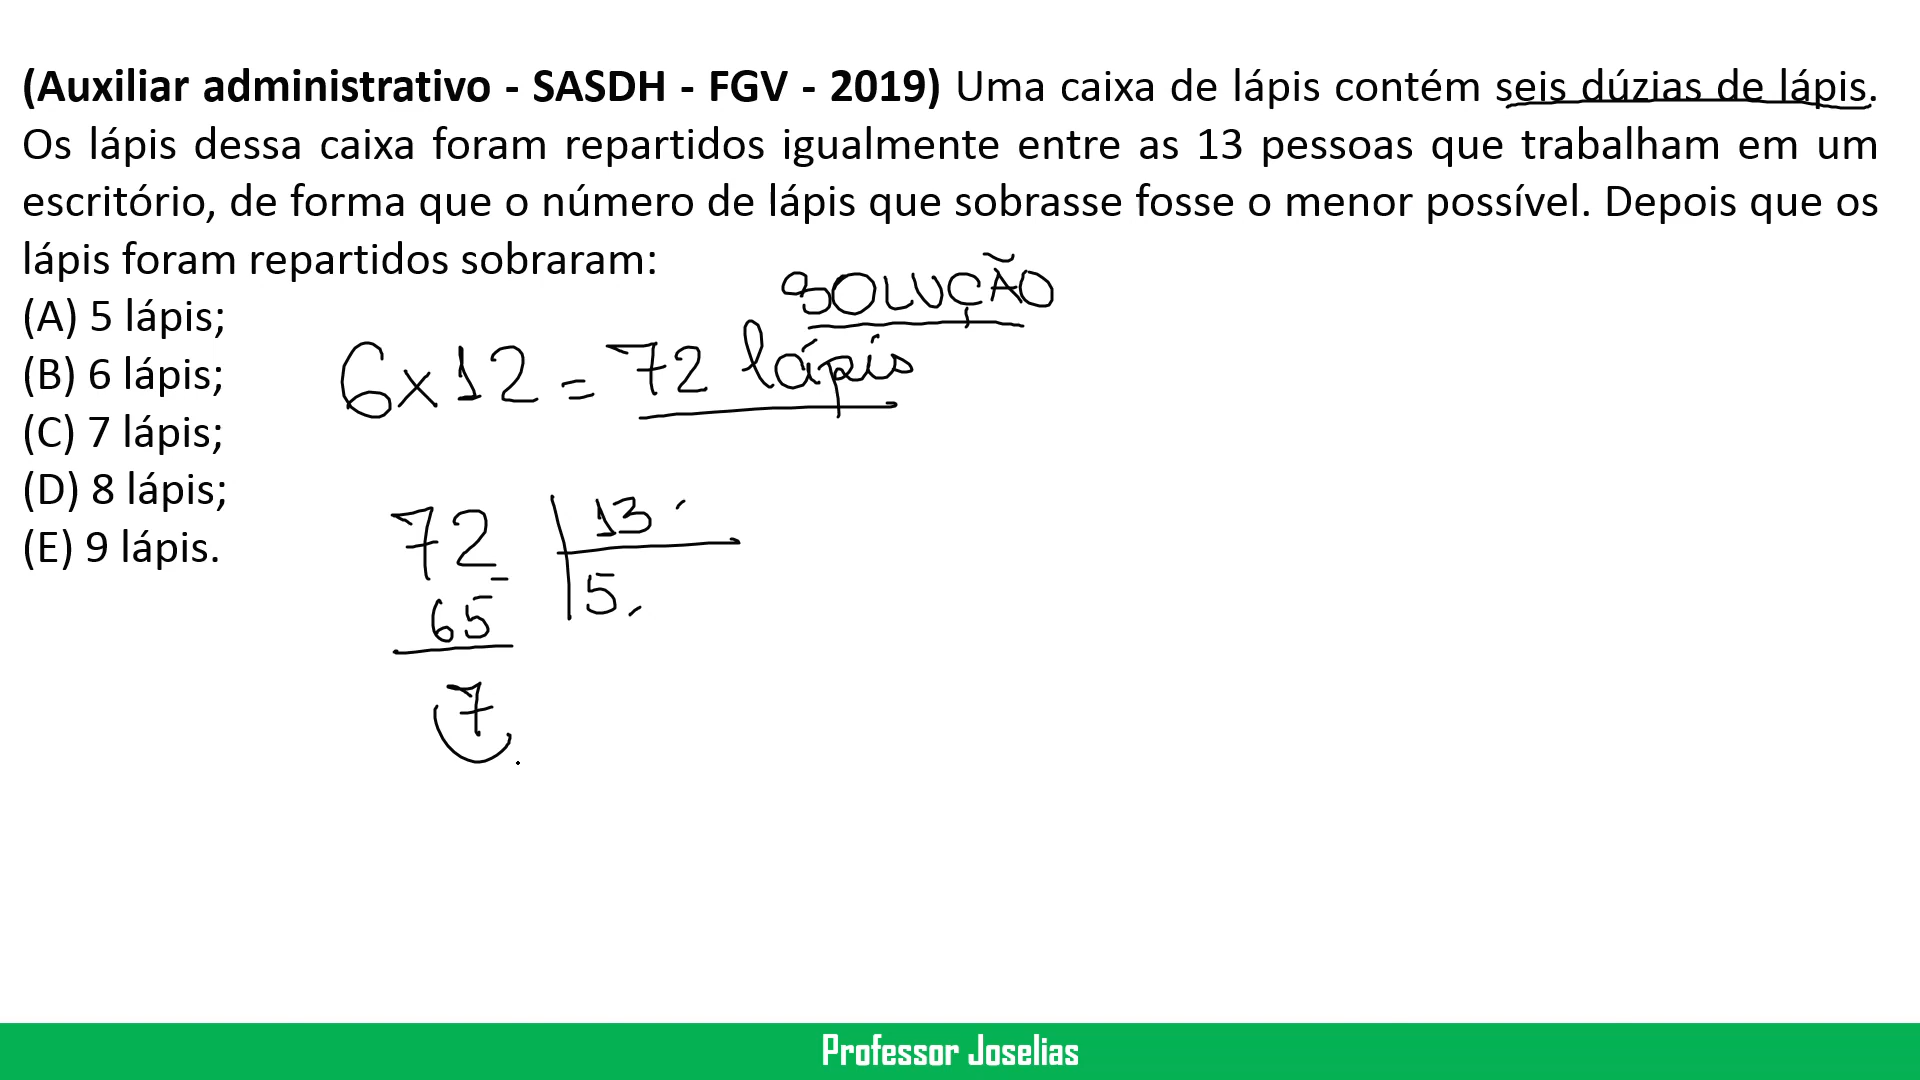 (Auxiliar administrativo - SASDH - FGV - 2019) Uma caixa de lápis contém seis dúzias de lápis.
Os lápis dessa caixa foram repartidos igualmente entre as 13 pessoas que trabalham em um
escritório, de forma que o número de lápis que sobrasse fosse o menor possível. Depois que os
lápis foram repartidos sobraram:
SOLUÇÃO
(A) 5 lápis;
(B) 6 lápis;
(C) 7 lápis;
(D) 8 lápis;
(E) 9 lápis.
6x12 = 72 lápis
72 13
5
65
7
Professor Joselias